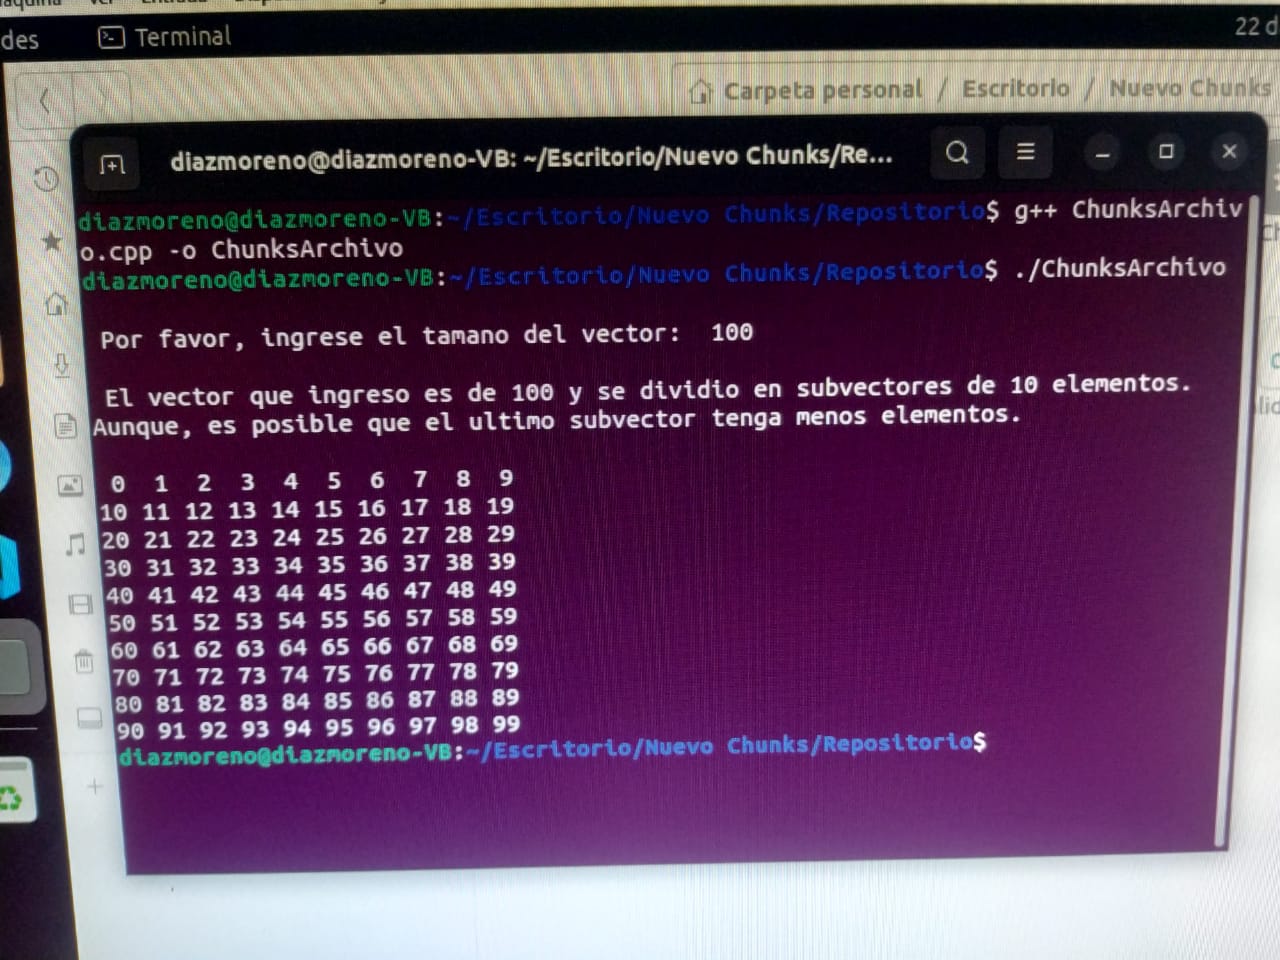 Terminal
22 d
des
Carpeta personal / Escritorio / Nuevo Chunks
diazmoreno@diazmoreno-VB: ~/Escritorio/Nuevo Chunks/Re...
diazmoreno@diazmoreno-VB:~/Escritorio/Nuevo Chunks/Repositorio$ g++ ChunksArchiv
o.cpp -o ChunksArchivo
diazmoreno@diazmoreno-VB:~/Escritorio/Nuevo Chunks/Repositorio$ ./ChunksArchivo
Por favor, ingrese el tamano del vector:  100
El vector que ingreso es de 100 y se dividio en subvectores de 10 elementos.
Aunque, es posible que el ultimo subvector tenga menos elementos.
0 1 2 3 4 5 6 7 8 9
10 11 12 13 14 15 16 17 18 19
20 21 22 23 24 25 26 27 28 29
30 31 32 33 34 35 36 37 38 39
40 41 42 43 44 45 46 47 48 49
50 51 52 53 54 55 56 57 58 59
60 61 62 63 64 65 66 67 68 69
70 71 72 73 74 75 76 77 78 79
80 81 82 83 84 85 86 87 88 89
90 91 92 93 94 95 96 97 98 99
diazmoreno@diazmoreno-VB:~/Escritorio/Nuevo Chunks/Repositorio$